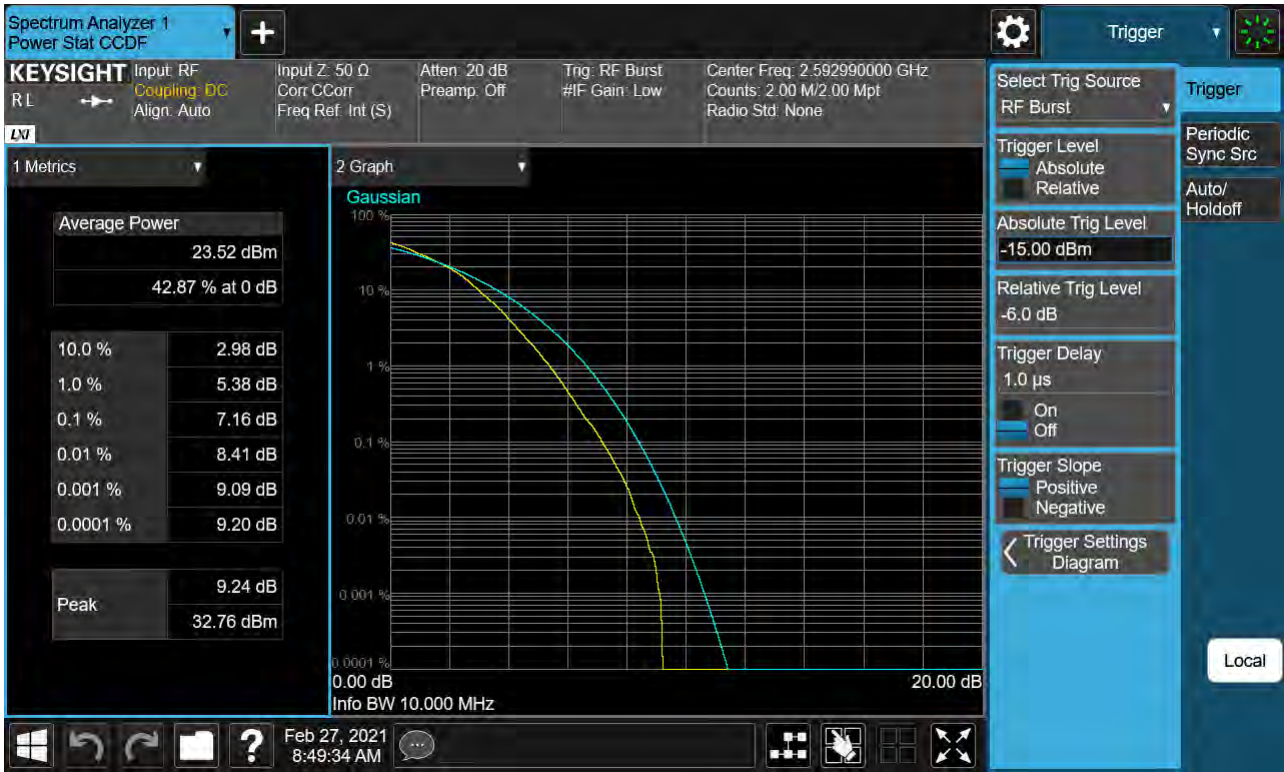 Spectrum Analyzer 1
Power Stat CCDF
+
Trigger
KEYSIGHT
RL
LXI
Input: RF
Coupling: DC
Align: Auto
Input Z: 50 Ω
Corr CCorr
Freq Ref: Int (S)
Atten: 20 dB
Preamp: Off
Trig: RF Burst
#IF Gain: Low
Center Freq: 2.592990000 GHz
Counts: 2.00 M/2.00 Mpt
Radio Std: None
1 Metrics
Average Power
23.52 dBm
42.87 % at 0 dB
10.0 % 2.98 dB
1.0 % 5.38 dB
0.1 % 7.16 dB
0.01 % 8.41 dB
0.001 % 9.09 dB
0.0001 % 9.20 dB
Peak
9.24 dB
32.76 dBm
2 Graph
Gaussian
100 %
10 %
1 %
0.1 %
0.01 %
0.001 %
0.0001 %
0.00 dB 20.00 dB
Info BW 10.000 MHz
Select Trig Source
RF Burst
Trigger Level
Absolute
Relative
Absolute Trig Level
-15.00 dBm
Relative Trig Level
-6.0 dB
Trigger Delay
1.0 µs
On
Off
Trigger Slope
Positive
Negative
Trigger Settings
Diagram
Trigger
Periodic
Sync Src
Auto/
Holdoff
Local
?
Feb 27, 2021
8:49:34 AM